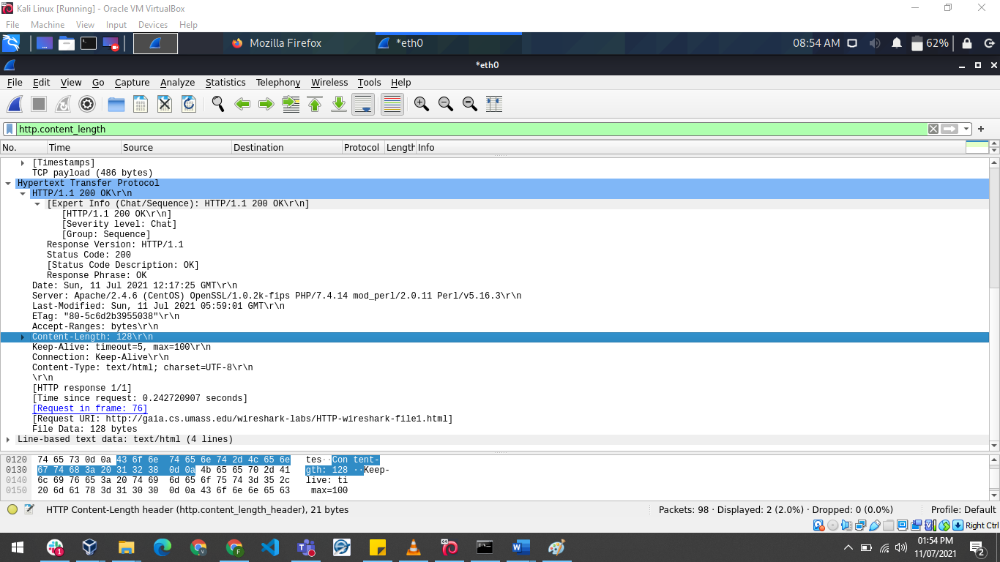 Kali Linux [Running] - Oracle VM VirtualBox
File Machine View Input Devices Help
Mozilla Firefox *eth0 08:54 AM 62%
*eth0
File Edit View Go Capture Analyze Statistics Telephony Wireless Tools Help
http.content_length
No. Time Source Destination Protocol Length Info
[Timestamps]
TCP payload (486 bytes)
Hypertext Transfer Protocol
HTTP/1.1 200 OK\r\n
[Expert Info (Chat/Sequence): HTTP/1.1 200 OK\r\n]
[HTTP/1.1 200 OK\r\n]
[Severity level: Chat]
[Group: Sequence]
Response Version: HTTP/1.1
Status Code: 200
[Status Code Description: OK]
Response Phrase: OK
Date: Sun, 11 Jul 2021 12:17:25 GMT\r\n
Server: Apache/2.4.6 (CentOS) OpenSSL/1.0.2k-fips PHP/7.4.14 mod_perl/2.0.11 Perl/v5.16.3\r\n
Last-Modified: Sun, 11 Jul 2021 05:59:01 GMT\r\n
ETag: "80-5c6d2b3955038"\r\n
Accept-Ranges: bytes\r\n
Content-Length: 128\r\n
Keep-Alive: timeout=5, max=100\r\n
Connection: Keep-Alive\r\n
Content-Type: text/html; charset=UTF-8\r\n
\r\n
[HTTP response 1/1]
[Time since request: 0.242720907 seconds]
[Request in frame: 76]
[Request URI: http://gaia.cs.umass.edu/wireshark-labs/HTTP-wireshark-file1.html]
File Data: 128 bytes
Line-based text data: text/html (4 lines)
0120 74 65 73 0d 0a 43 6f 6e 74 65 6e 74 2d 4c 65 6e tes··Con tent-
0130 67 74 68 3a 20 31 32 38 0d 0a 4b 65 65 70 2d 41 gth: 128 ··Keep-
0140 6c 69 76 65 3a 20 74 69 6d 65 6f 75 74 3d 35 2c live: ti
0150 20 6d 61 78 3d 31 30 30 0d 0a 43 6f 6e 6e 65 63 max=100
HTTP Content-Length header (http.content_length_header), 21 bytes Packets: 98 · Displayed: 2 (2.0%) · Dropped: 0 (0.0%) Profile: Default
Right Ctrl
01:54 PM
11/07/2021